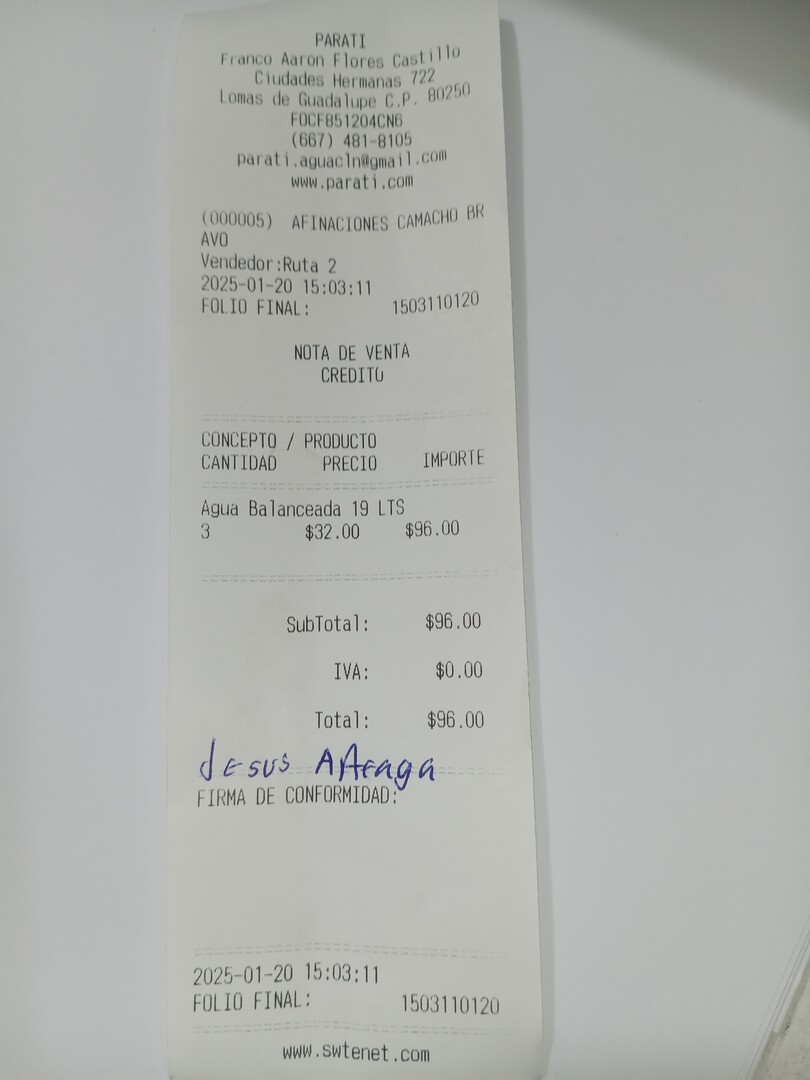 PARATI
Franco Aaron Flores Castillo
Ciudades Hermanas 722
Lomas de Guadalupe C.P. 80250
FOCF851204CN6
(667) 481-8105
parati.aguacln@gmail.com
www.parati.com
(000005) AFINACIONES CAMACHO BR
AVO
Vendedor:Ruta 2
2025-01-20 15:03:11
FOLIO FINAL: 1503110120
NOTA DE VENTA
CREDITO
CONCEPTO / PRODUCTO
CANTIDAD PRECIO IMPORTE
Agua Balanceada 19 LTS
3 $32.00 $96.00
SubTotal: $96.00
IVA: $0.00
Total: $96.00
Jesus
FIRMA DE CONFORMIDAD:
2025-01-20 15:03:11
FOLIO FINAL: 1503110120
www.swtenet.com